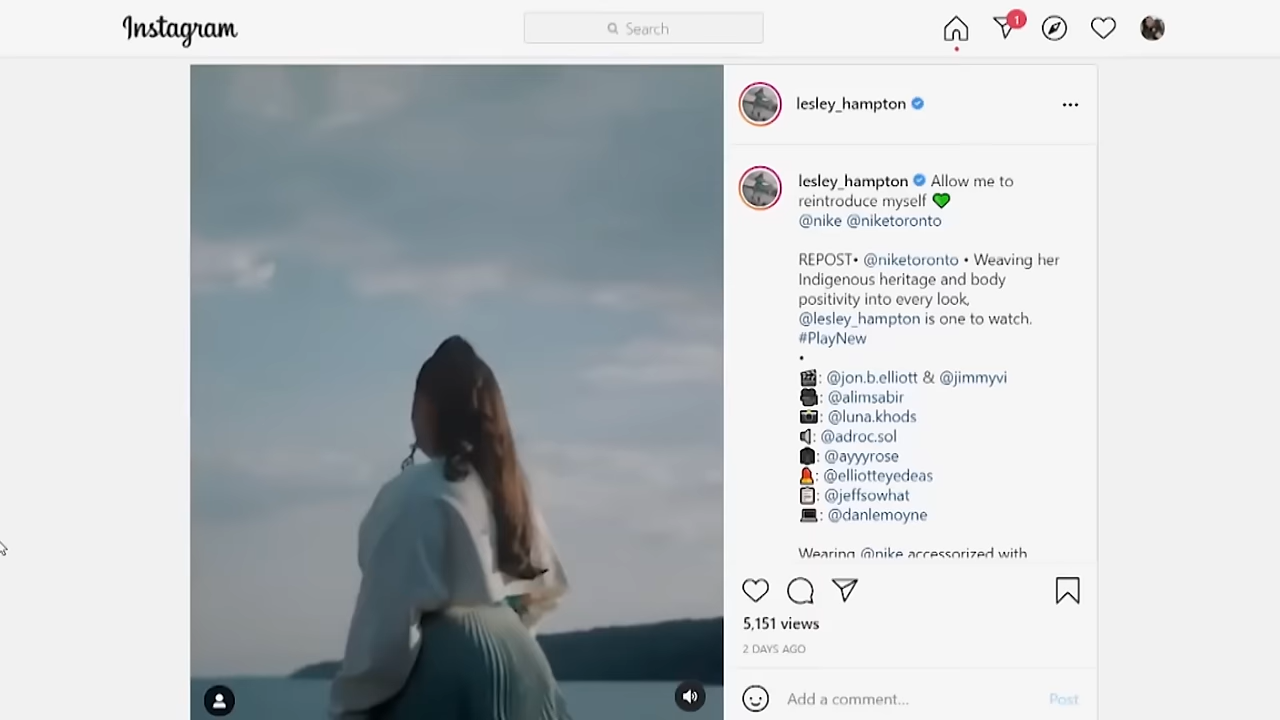 Instagram
Search
1
lesley_hampton
lesley_hampton Allow me to
reintroduce myself 💚
@nike @niketoronto
REPOST• @niketoronto • Weaving her
Indigenous heritage and body
positivity into every look,
@lesley_hampton is one to watch.
#PlayNew
•
🎬: @jon.b.elliott & @jimmyvi
🎥: @alimsabir
📷: @luna.khods
🔈: @adroc.sol
: @ayyyrose
: @elliotteyedeas
📋: @jeffsowhat
💻: @danlemoyne
Wearing @nike accessorized with
5,151 views
2 DAYS AGO
Add a comment...
Post